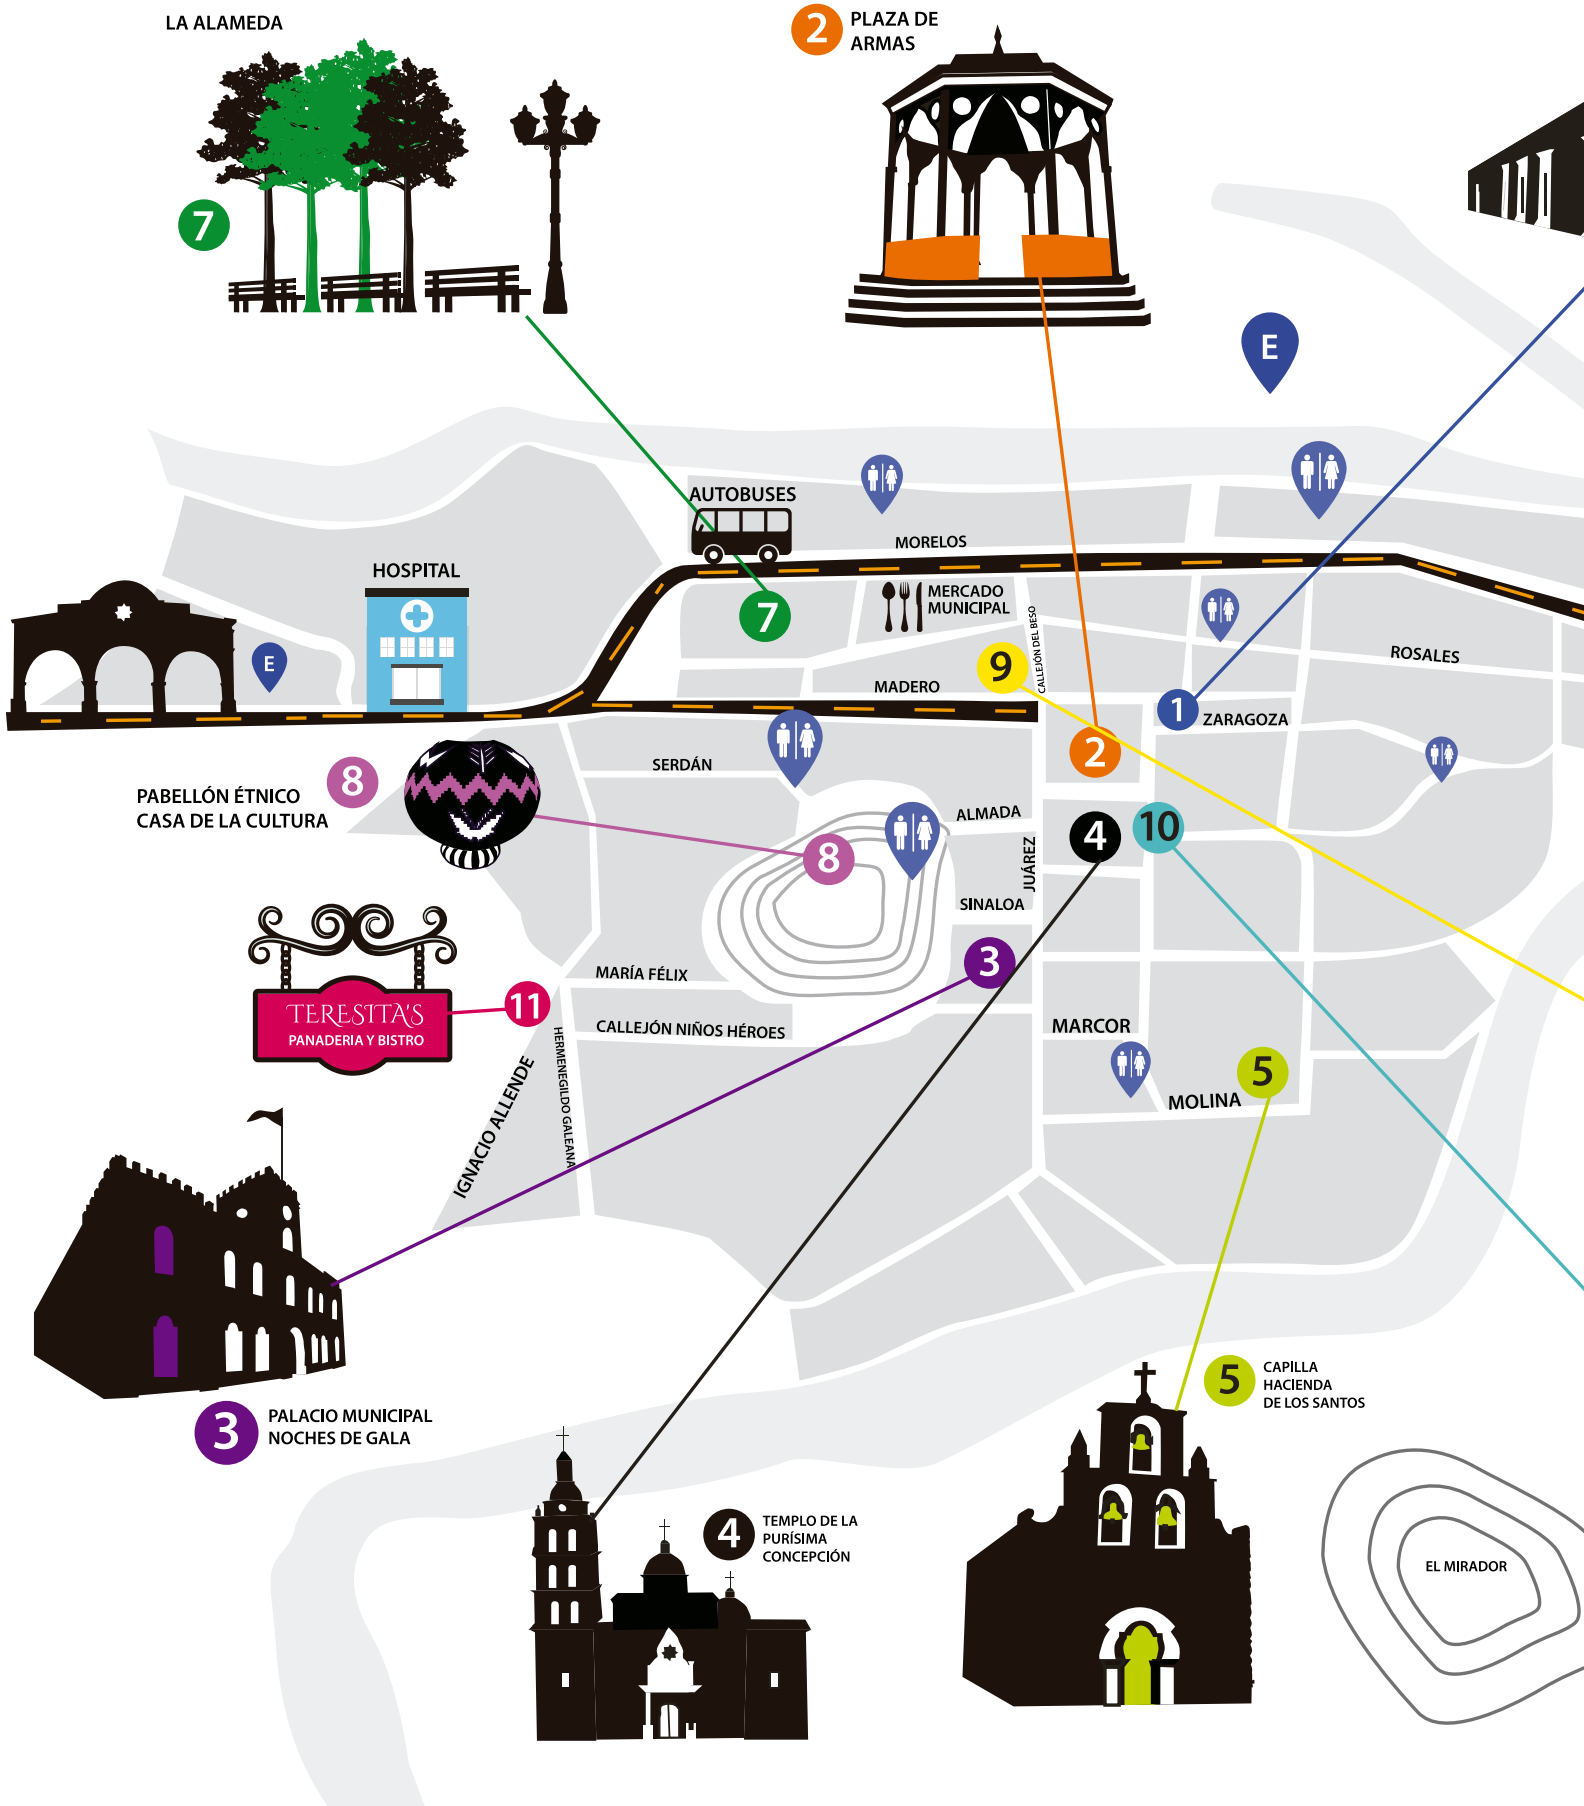 LA ALAMEDA
2
PLAZA DE
ARMAS
7
E
AUTOBUSES
MORELOS
HOSPITAL
MERCADO
MUNICIPAL
7
CALLEJÓN DEL BESO
ROSALES
9
E
MADERO
1
ZARAGOZA
2
SERDÁN
8
PABELLÓN ÉTNICO
CASA DE LA CULTURA
ALMADA
4
10
8
JUÁREZ
SINALOA
3
MARÍA FÉLIX
11
TERESITA'S
PANADERIA Y BISTRO
CALLEJÓN NIÑOS HÉROES
MARCOR
HERMENEGILDO GALEANA
IGNACIO ALLENDE
5
MOLINA
5
CAPILLA
HACIENDA
DE LOS SANTOS
3
PALACIO MUNICIPAL
NOCHES DE GALA
4
TEMPLO DE LA
PURÍSIMA
CONCEPCIÓN
EL MIRADOR